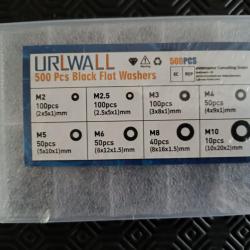 URLWALL
500PCS
500 Pcs Black Flat Washers
EC REP
M2
100pcs
(2x5x1)mm
M2.5
100pcs
(2.5x5x1)mm
M3
100pcs
(3x8x1)mm
M4
50pcs
(4x9x1)mm
M5
50pcs
(5x10x1)mm
M6
50pcs
(6x12x1.5)mm
M8
40pcs
(8x16x1.5)mm
M10
10pcs
(10x20x2)mm